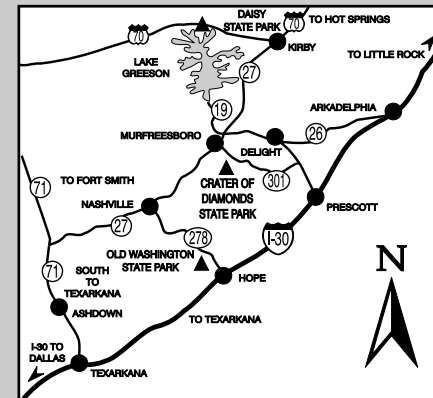 DAISY
STATE PARK
70
70
TO HOT SPRINGS
KIRBY
LAKE
GREESON
27
TO LITTLE ROCK
19
ARKADELPHIA
MURFREESBORO
26
DELIGHT
71
TO FORT SMITH
CRATER OF
DIAMONDS
STATE PARK
301
NASHVILLE
PRESCOTT
27
278
I-30
OLD WASHINGTON
STATE PARK
N
71
SOUTH
TO
TEXARKANA
HOPE
ASHDOWN
TO TEXARKANA
I-30 TO
DALLAS
TEXARKANA